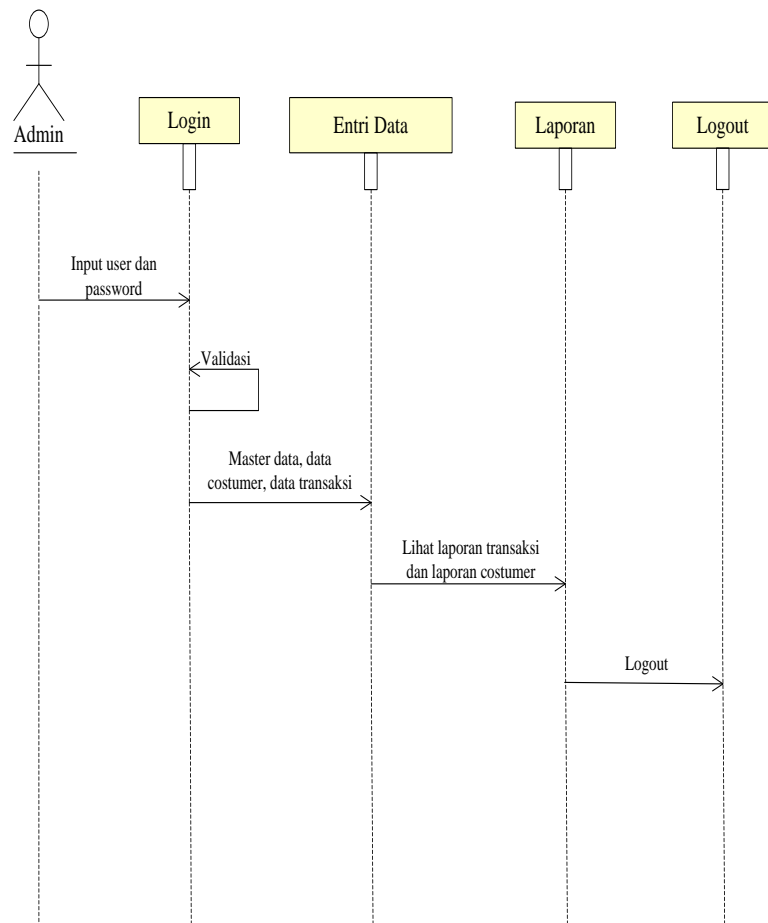 Admin
Login
Entri Data
Laporan
Logout
Input user dan
password
Validasi
Master data, data
costumer, data transaksi
Lihat laporan transaksi
dan laporan costumer
Logout